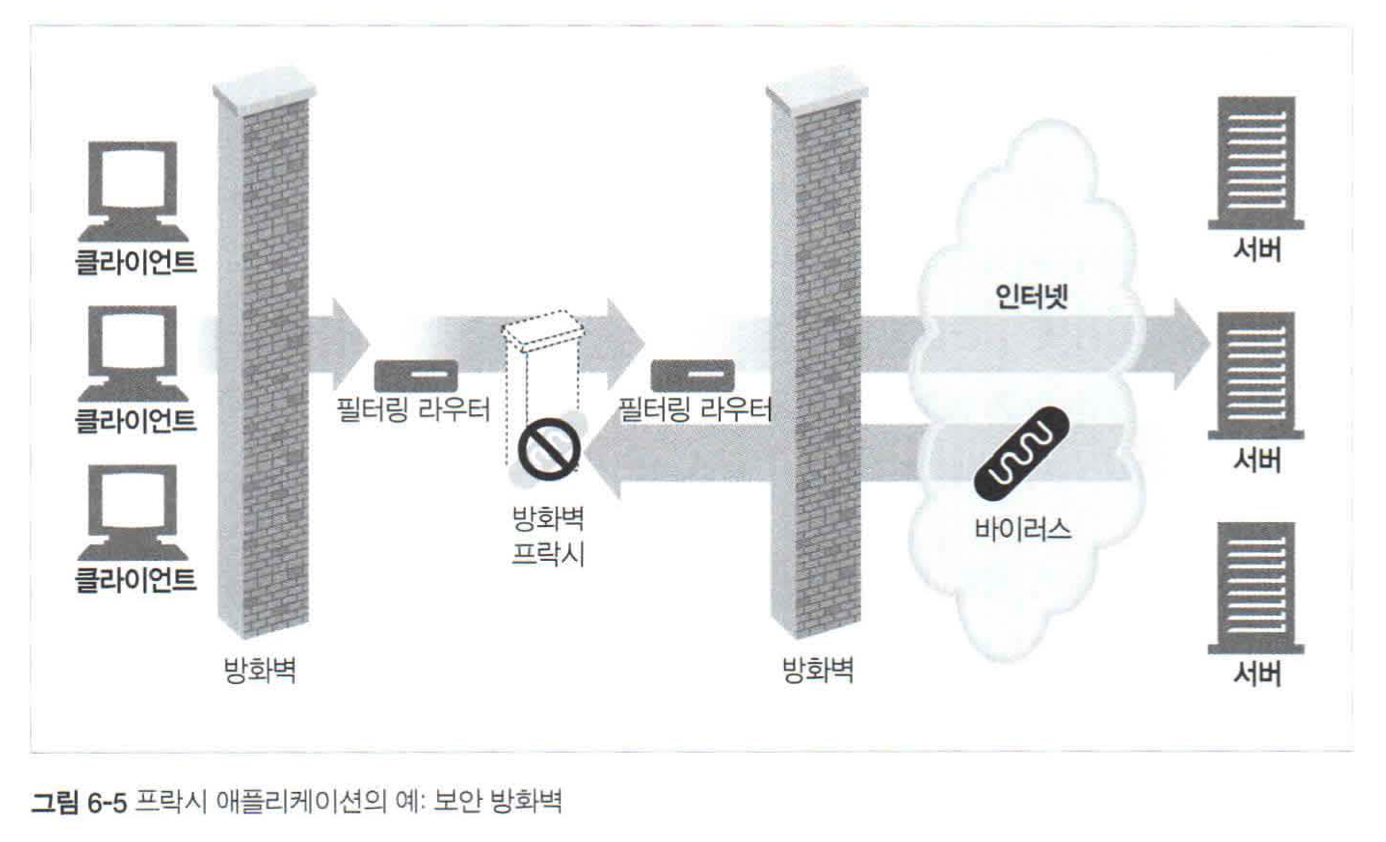 클라이언트
클라이언트
클라이언트
방화벽
필터링 라우터
방화벽
프락시
필터링 라우터
방화벽
인터넷
바이러스
서버
서버
서버
그림 6-5 프락시 애플리케이션의 예: 보안 방화벽